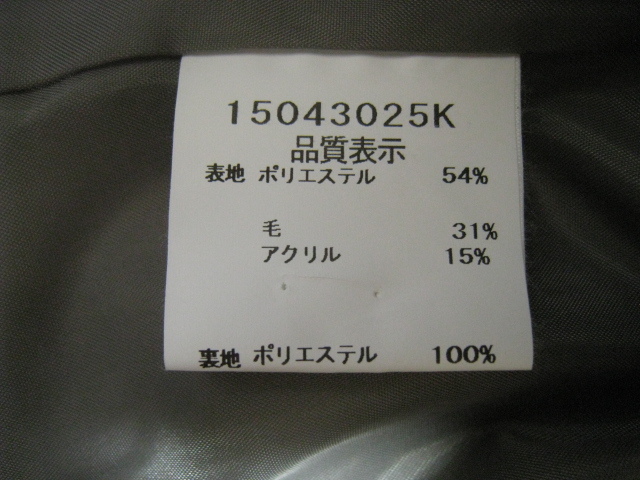 15043025K
品質表示
表地 ポリエステル 54%
毛 31%
アクリル 15%
裏地 ポリエステル 100%